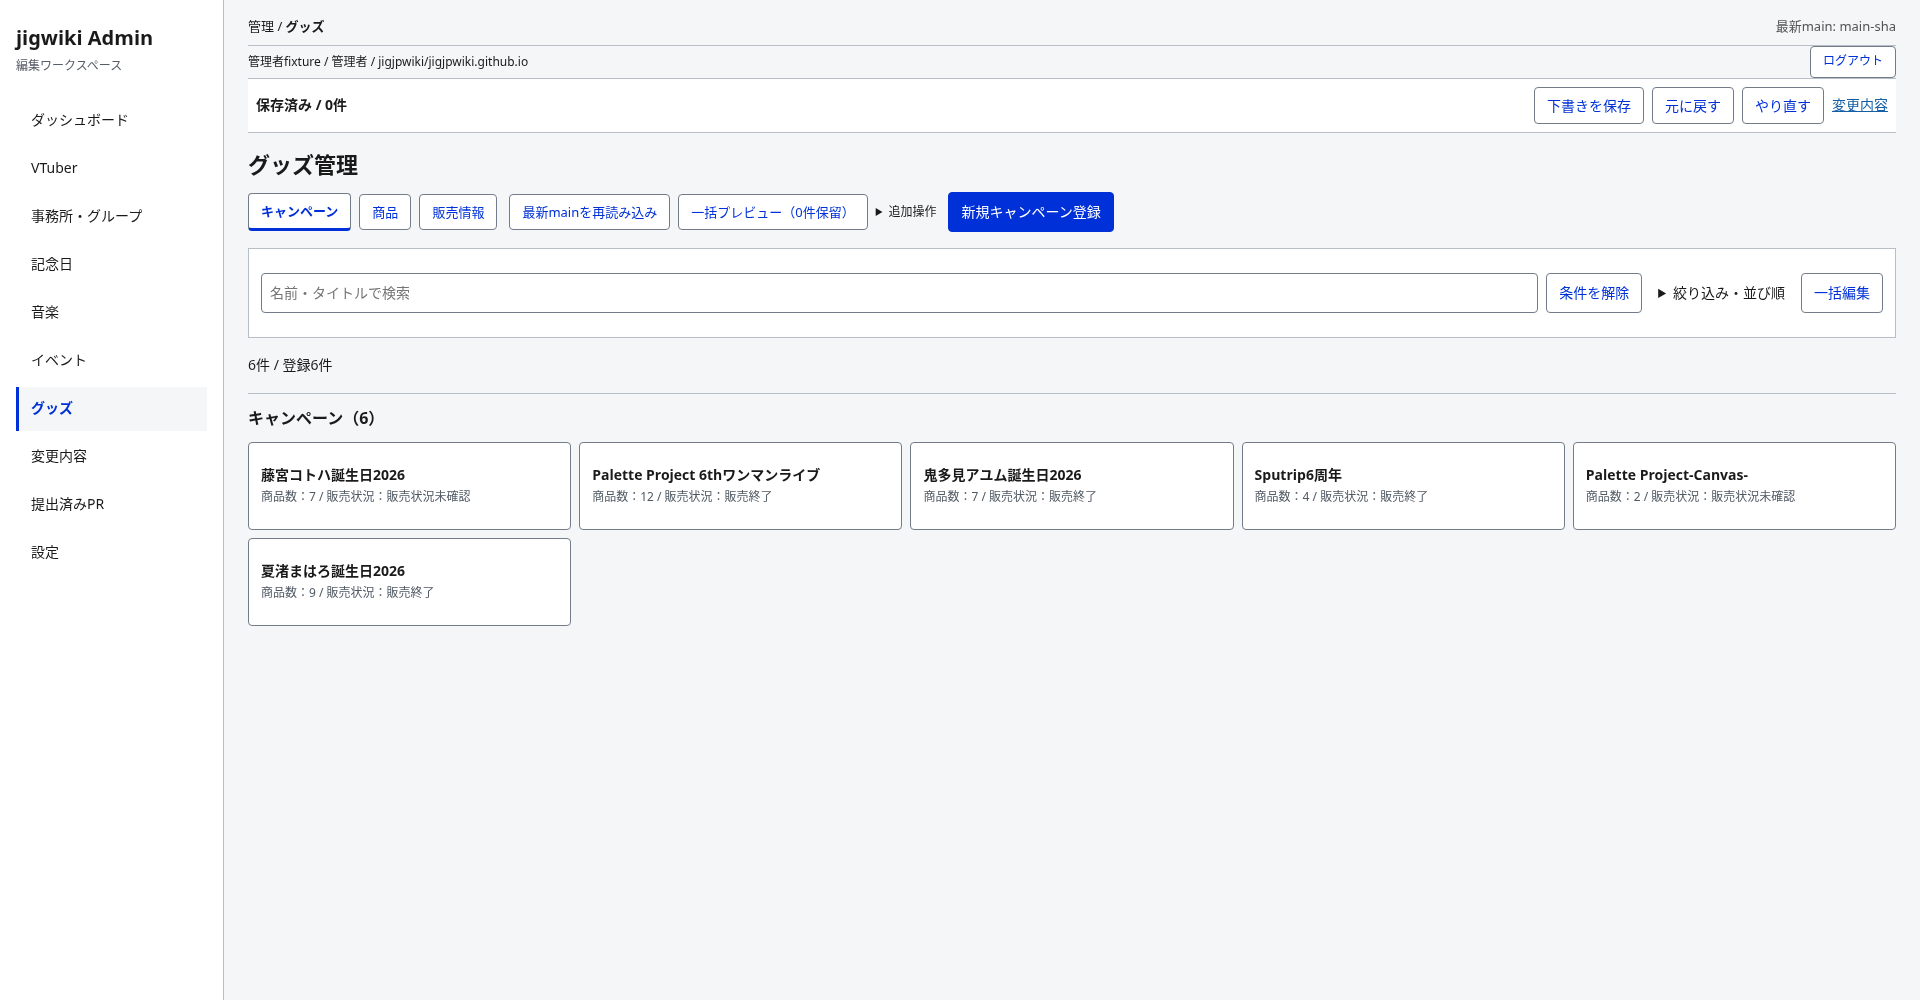 jigwiki Admin
編集ワークスペース
ダッシュボード
VTuber
事務所・グループ
記念日
音楽
イベント
グッズ
変更内容
提出済みPR
設定
管理 / グッズ
最新main: main-sha
管理者fixture / 管理者 / jigjpwiki/jigjpwiki.github.io
ログアウト
保存済み / 0件
下書きを保存
元に戻す
やり直す
変更内容
グッズ管理
キャンペーン
商品
販売情報
最新mainを再読み込み
一括プレビュー（0件保留）
▶ 追加操作
新規キャンペーン登録
名前・タイトルで検索
条件を解除
▶ 絞り込み・並び順
一括編集
6件 / 登録6件
キャンペーン（6）
藤宮コトハ誕生日2026
商品数：7 / 販売状況：販売状況未確認
Palette Project 6thワンマンライブ
商品数：12 / 販売状況：販売終了
鬼多見アユム誕生日2026
商品数：7 / 販売状況：販売終了
Sputrip6周年
商品数：4 / 販売状況：販売終了
Palette Project-Canvas-
商品数：2 / 販売状況：販売状況未確認
夏渚まほろ誕生日2026
商品数：9 / 販売状況：販売終了